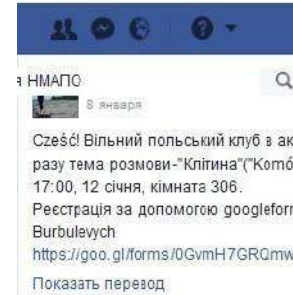 я НМАПО
8 января
Cześć! Вільний польський клуб в ак
разу тема розмови-"Клітина"("Komó
17:00, 12 січня, кімната 306.
Реєстрація за допомогою googleform
Burbulevych
https://goo.gl/forms/0GvmH7GRQmw
Показать перевод